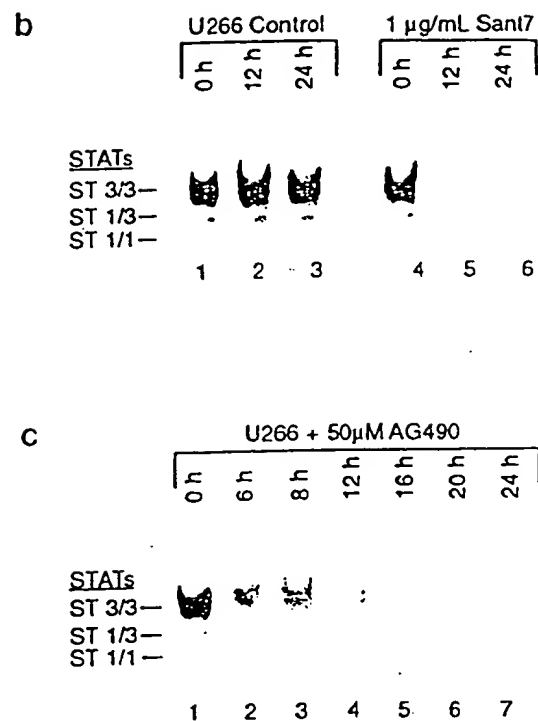 b
U266 Control 1 µg/mL Sant7
0 h 12 h 24 h 0 h 12 h 24 h
STATs
ST 3/3–
ST 1/3–
ST 1/1–
1 2 3 4 5 6
c
U266 + 50µM AG490
0 h 6 h 8 h 12 h 16 h 20 h 24 h
STATs
ST 3/3–
ST 1/3–
ST 1/1–
1 2 3 4 5 6 7